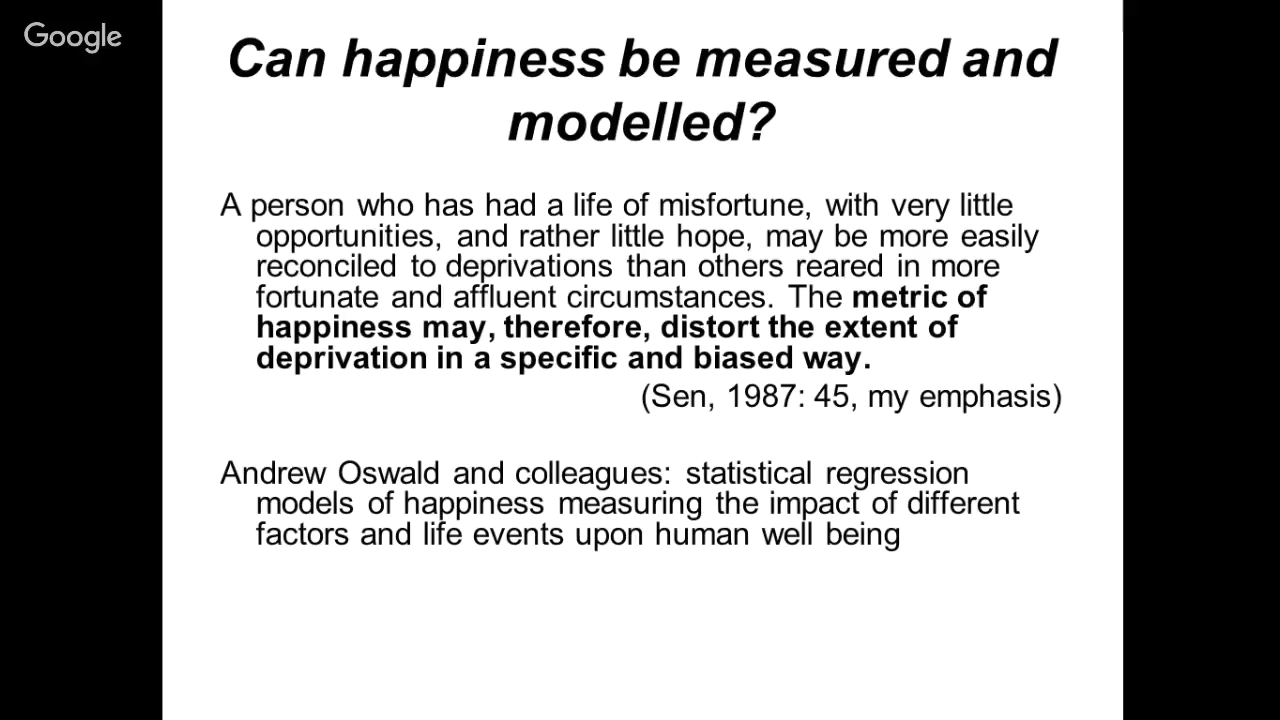 Google
Can happiness be measured and
modelled?
A person who has had a life of misfortune, with very little
opportunities, and rather little hope, may be more easily
reconciled to deprivations than others reared in more
fortunate and affluent circumstances. The metric of
happiness may, therefore, distort the extent of
deprivation in a specific and biased way.
(Sen, 1987: 45, my emphasis)
Andrew Oswald and colleagues: statistical regression
models of happiness measuring the impact of different
factors and life events upon human well being